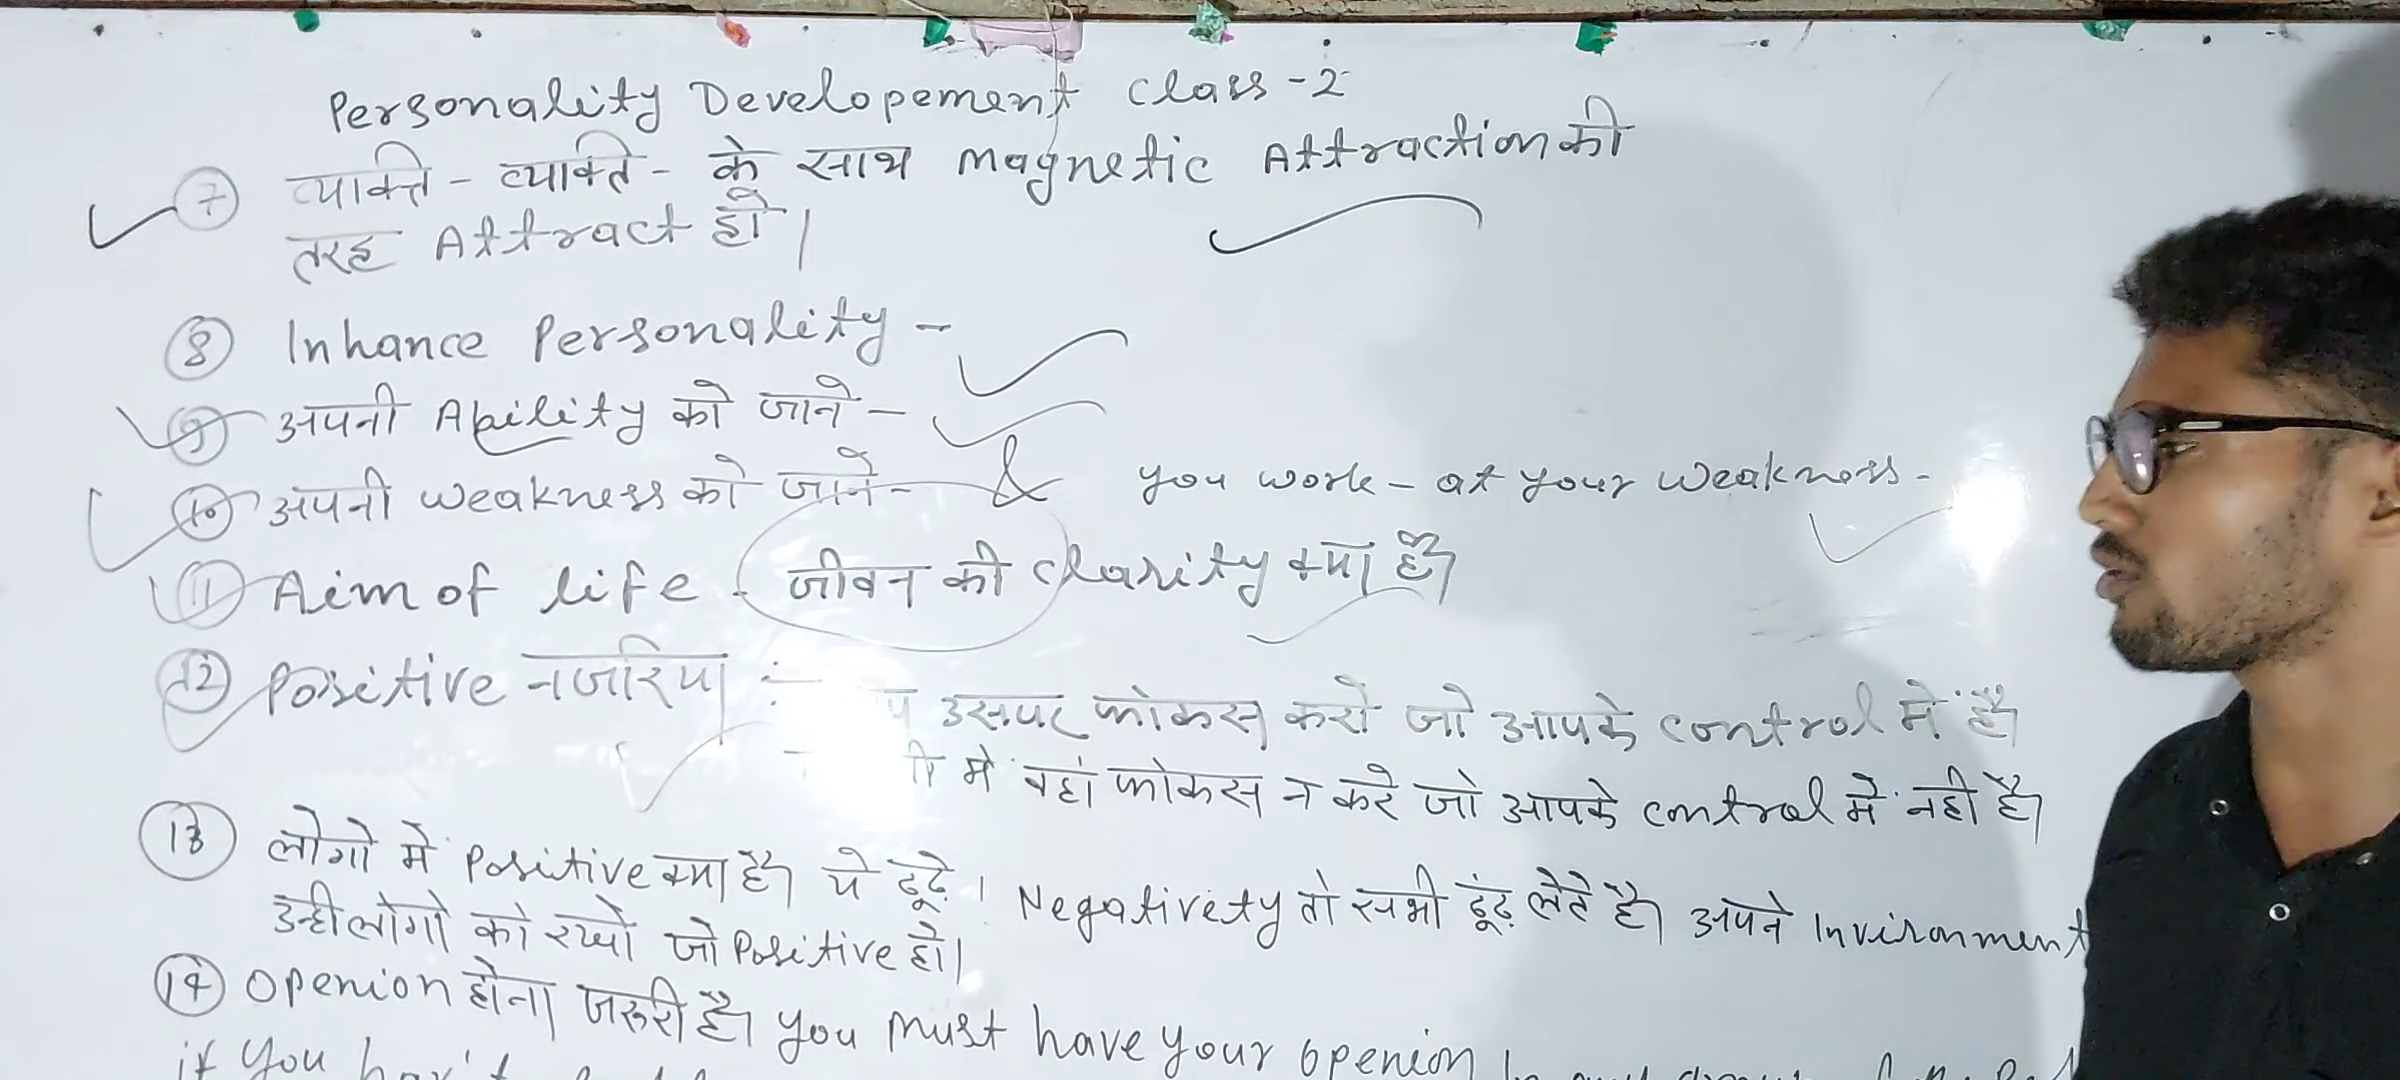 Personality Developement Class-2
⑦ व्यक्ति - व्यक्ति - के साथ Magnetic Attraction की
तरह Attract हो।
⑧ Inhance Personality -
⑨ अपनी Ability को जाने -
⑩ अपनी weakness को जाने - & you work - at your weakness -
⑪ Aim of life - जीवन की Clarity क्या है।
⑫ Positive नजरिया :-
उसपर फोकस करो जो आपके control में है।
में वहां फोकस न करे जो आपके control में नही है।
⑬ लोगो में Positive क्या है। ये ढूढ़े। Negativety तो सभी ढूंढ़ लेते है। अपने Invironment
उन्ही लोगो को रखो जो Positive हो।
⑭ Openion होना जरूरी है। you must have your openion
if you hav't